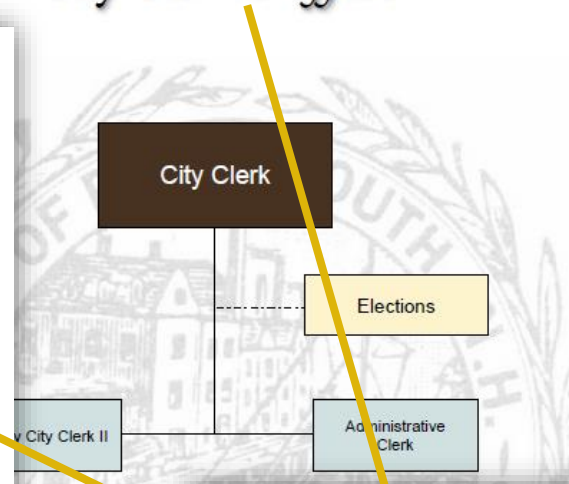 City Clerk
Elections
City Clerk II
Administrative
Clerk